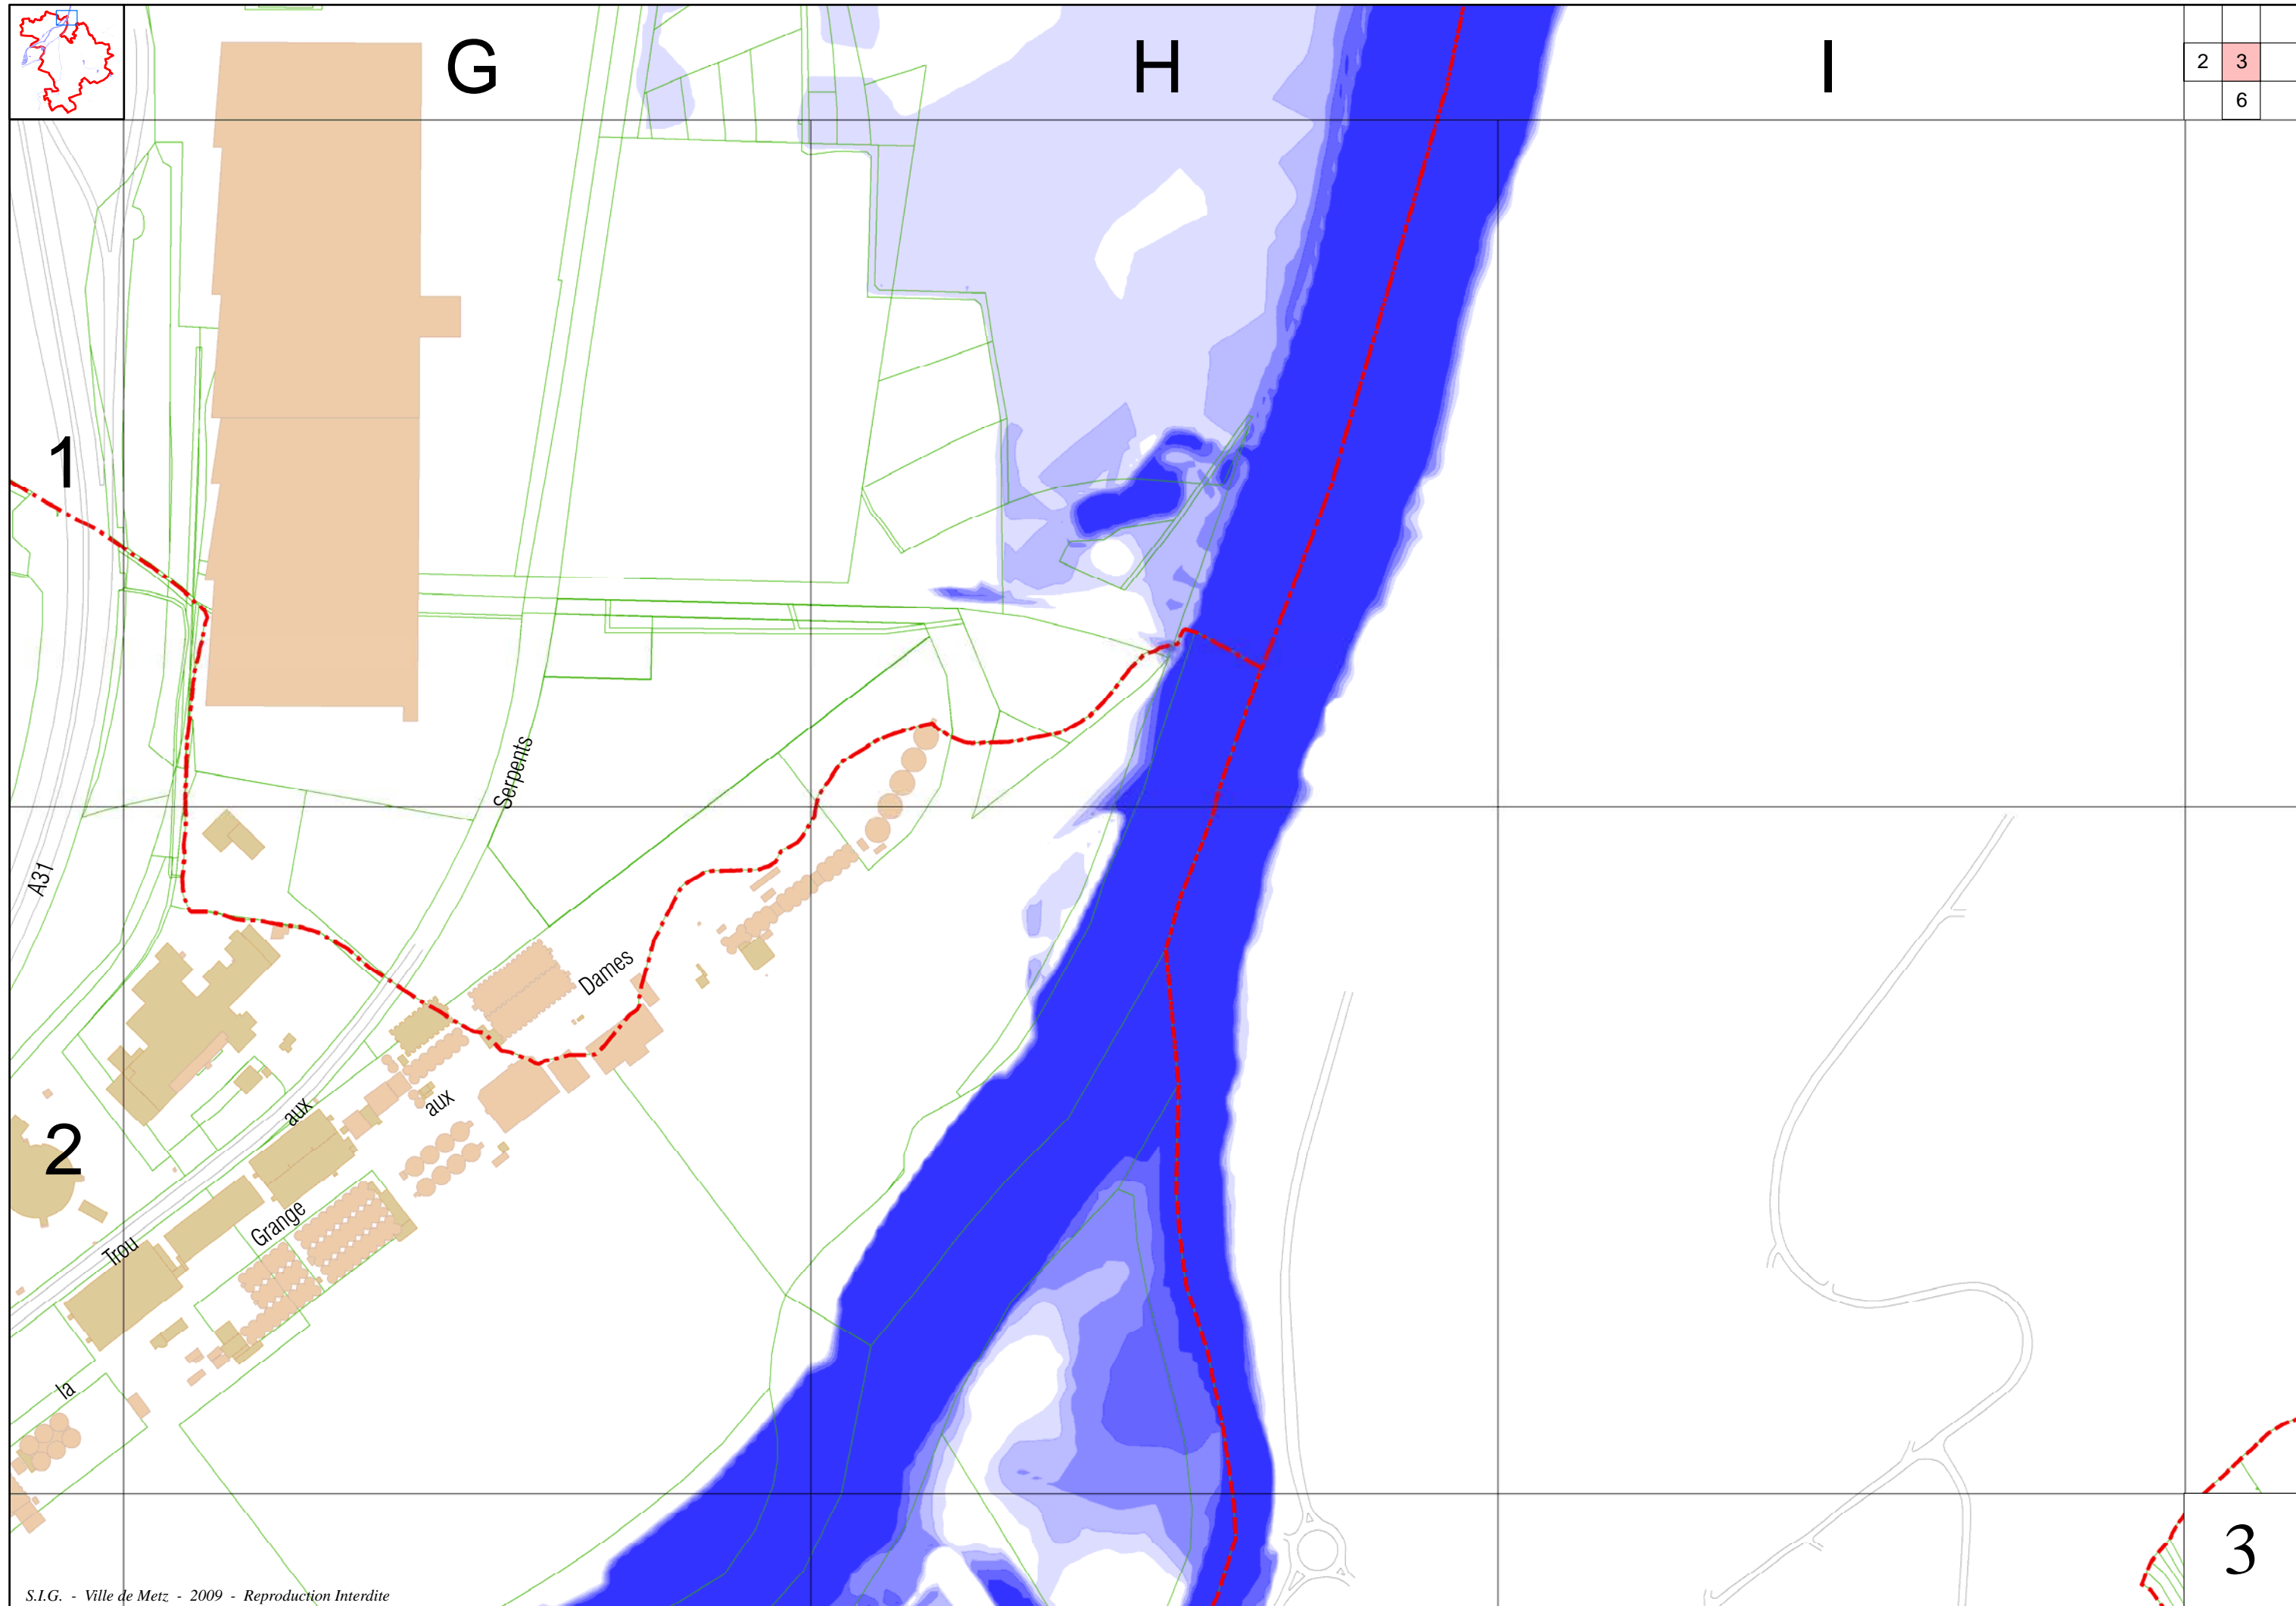 G
H
I
2 3
6
1
Serpents
A31
Dames
aux
aux
2
Grange
Trou
la
3
S.I.G. - Ville de Metz - 2009 - Reproduction Interdite